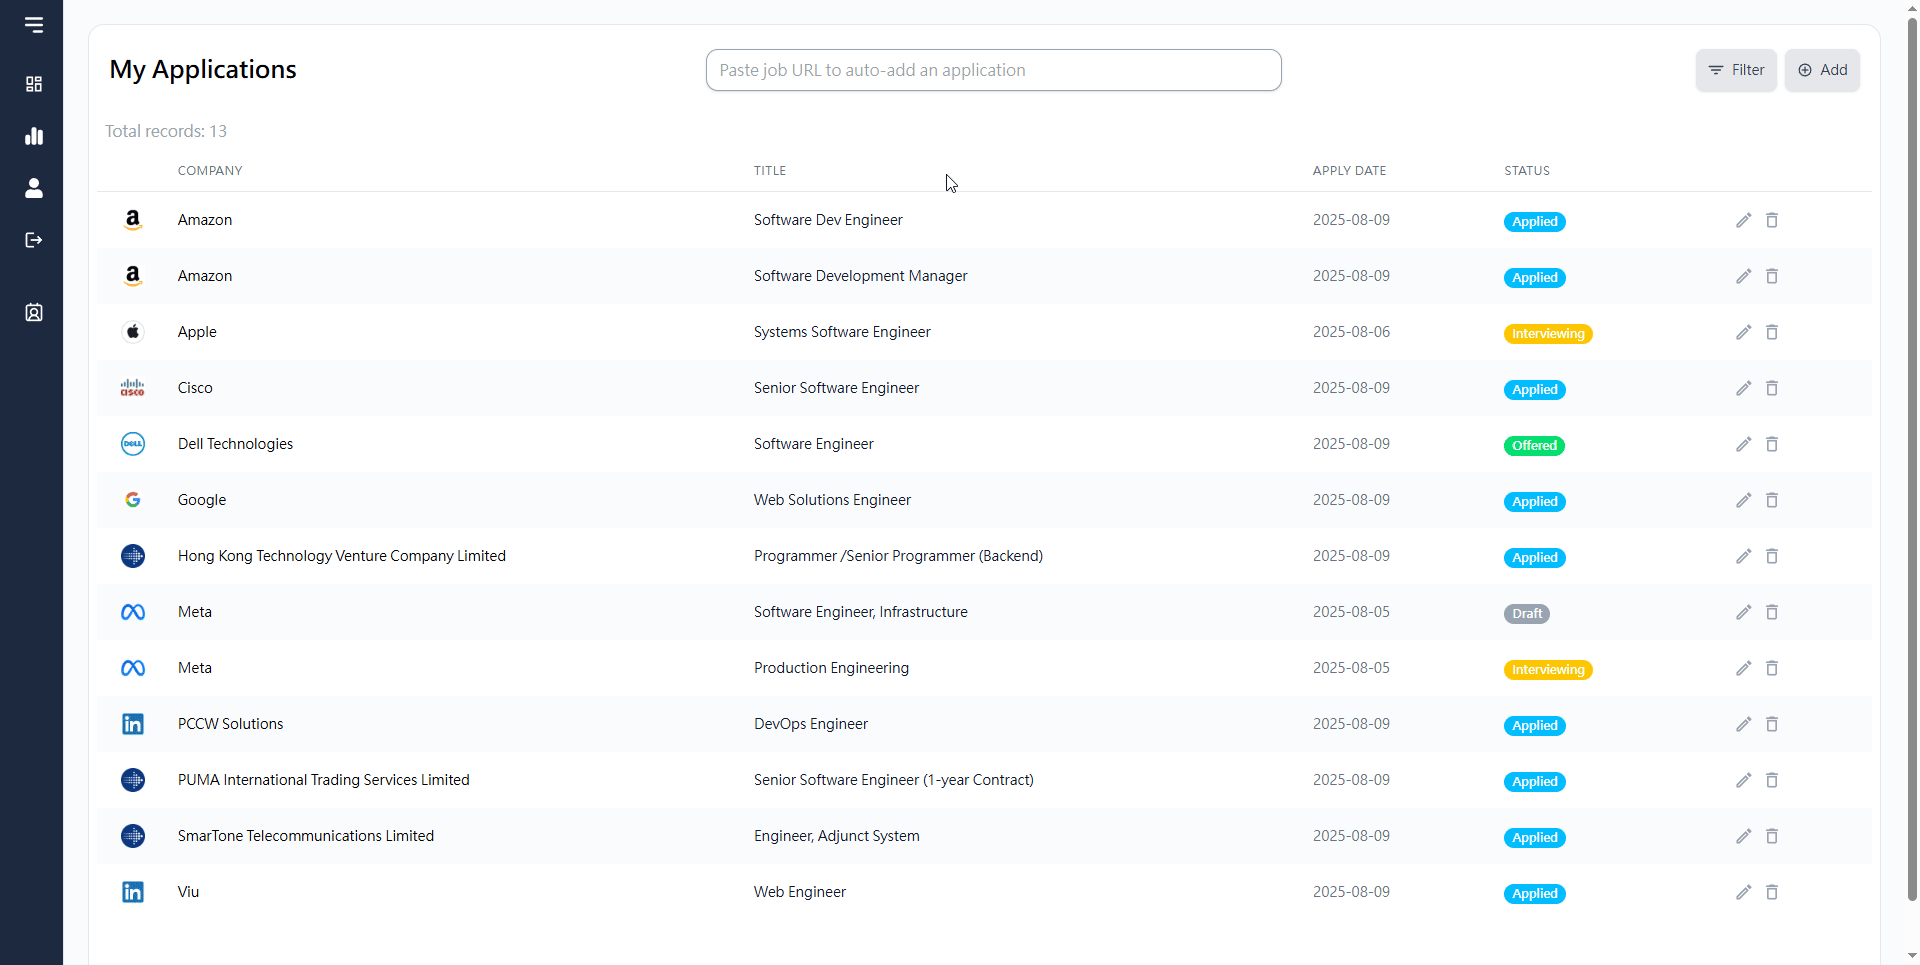 My Applications
Paste job URL to auto-add an application
Filter
Add
Total records: 13
COMPANY TITLE APPLY DATE STATUS
a Amazon Software Dev Engineer 2025-08-09 Applied
a Amazon Software Development Manager 2025-08-09 Applied
Apple Systems Software Engineer 2025-08-06 Interviewing
CISCO Cisco Senior Software Engineer 2025-08-09 Applied
DELL Dell Technologies Software Engineer 2025-08-09 Offered
G Google Web Solutions Engineer 2025-08-09 Applied
Hong Kong Technology Venture Company Limited Programmer /Senior Programmer (Backend) 2025-08-09 Applied
Meta Software Engineer, Infrastructure 2025-08-05 Draft
Meta Production Engineering 2025-08-05 Interviewing
in PCCW Solutions DevOps Engineer 2025-08-09 Applied
PUMA International Trading Services Limited Senior Software Engineer (1-year Contract) 2025-08-09 Applied
SmarTone Telecommunications Limited Engineer, Adjunct System 2025-08-09 Applied
in Viu Web Engineer 2025-08-09 Applied